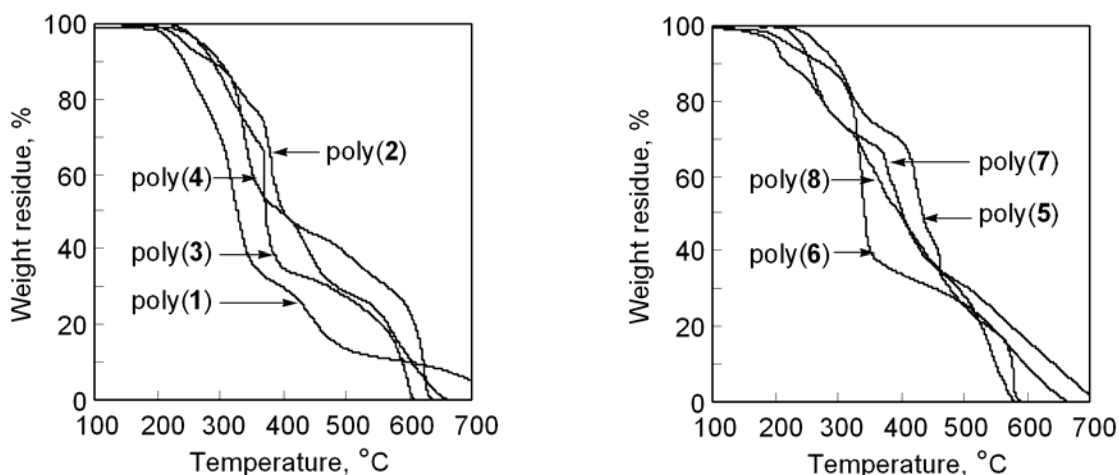 100
80
60
40
20
0
Weight residue, %
poly(2)
poly(4)
poly(3)
poly(1)
100 200 300 400 500 600 700
Temperature, °C
100
80
60
40
20
0
Weight residue, %
poly(7)
poly(8)
poly(5)
poly(6)
100 200 300 400 500 600 700
Temperature, °C